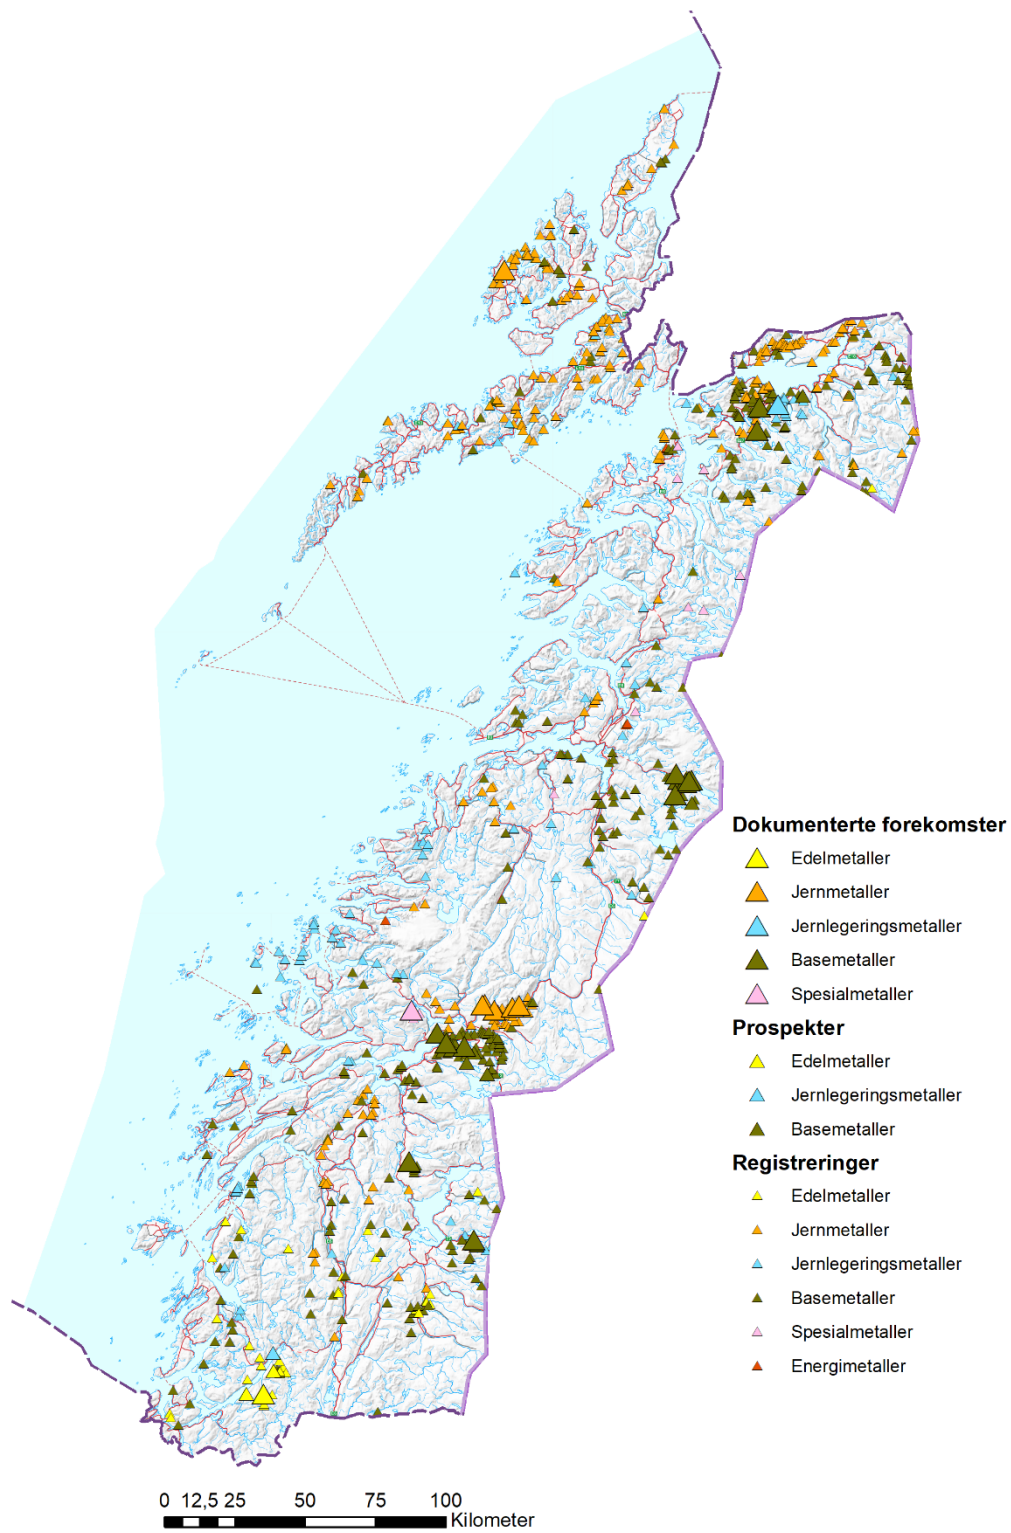 Dokumenterte forekomster
Edelmetaller
Jernmetaller
Jernlegeringsmetaller
Basemetaller
Spesialmetaller
Prospekter
Edelmetaller
Jernlegeringsmetaller
Basemetaller
Registreringer
Edelmetaller
Jernmetaller
Jernlegeringsmetaller
Basemetaller
Spesialmetaller
Energimetaller
0 12,5 25 50 75 100
Kilometer